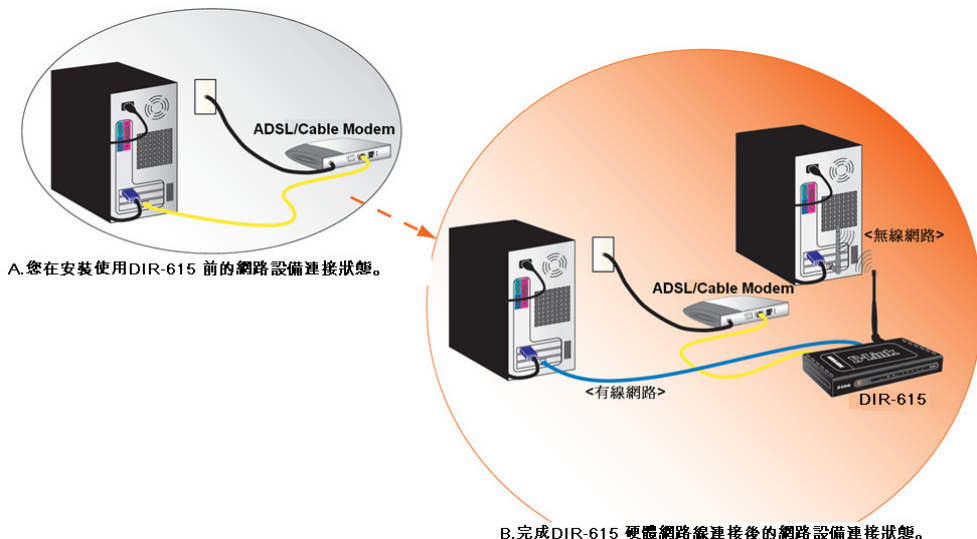 ADSL/Cable Modem
A.您在安裝使用DIR-615 前的網路設備連接狀態。
<無線網路>
ADSL/Cable Modem
D-Link
D-Link
<有線網路>
DIR-615
B.完成DIR-615 硬體網路線連接後的網路設備連接狀態。